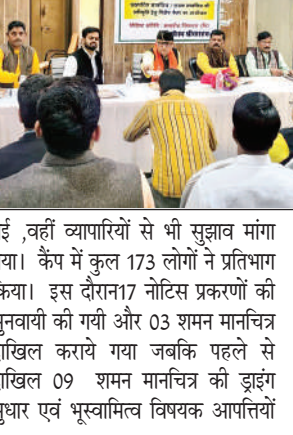 ई ,वहीं व्यापारियों से भी सुझाव मांगा
या। कैंप में कुल 173 लोगों ने प्रतिभाग
किया। इस दौरान17 नोटिस प्रकरणों की
सुनवायी की गयी और 03 शमन मानचित्र
दाखिल कराये गया जबकि पहले से
दाखिल 09 शमन मानचित्र की ड्राइंग
सुधार एवं भूस्वामित्व विषयक आपत्तियों